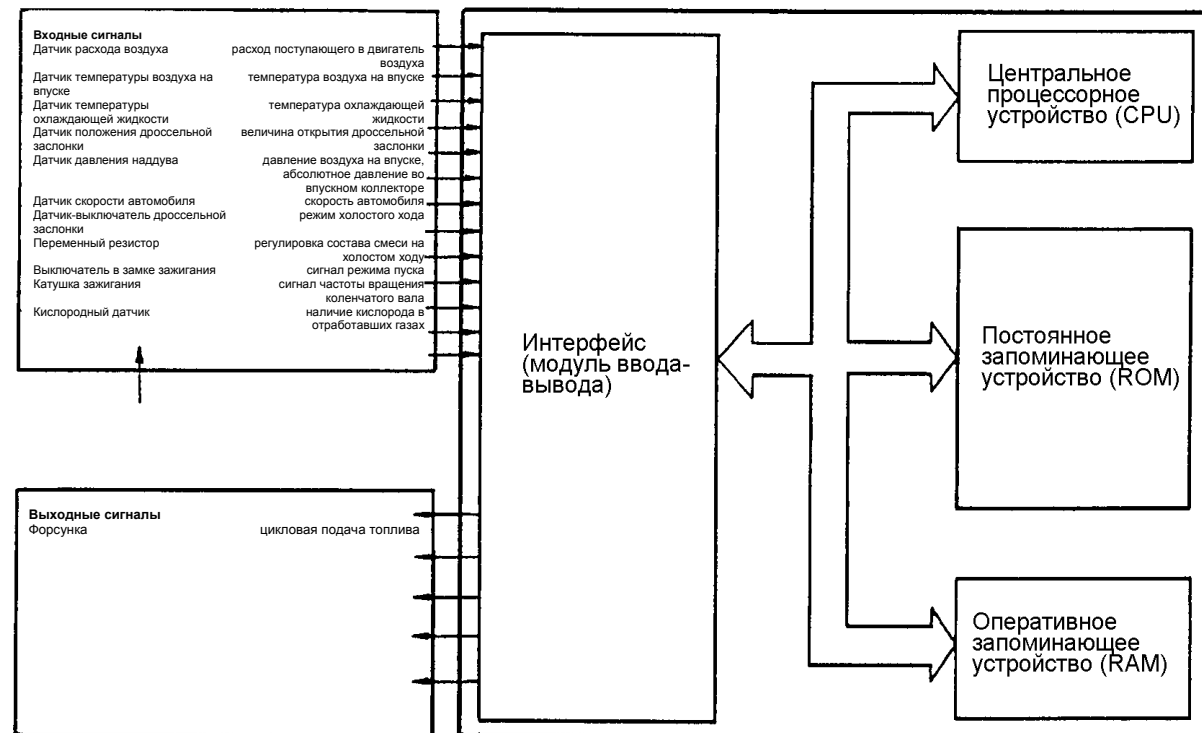 Входные сигналы
Датчик расхода воздуха расход поступающего в двигатель
воздуха
Датчик температуры воздуха на температура воздуха на впуске
впуске
Датчик температуры температура охлаждающей
охлаждающей жидкости жидкости
Датчик положения дроссельной величина открытия дроссельной
заслонки заслонки
Датчик давления наддува давление воздуха на впуске,
абсолютное давление во
впускном коллекторе
Датчик скорости автомобиля скорость автомобиля
Датчик-выключатель дроссельной режим холостого хода
заслонки
Переменный резистор регулировка состава смеси на
холостом ходу
Выключатель в замке зажигания сигнал режима пуска
Катушка зажигания сигнал частоты вращения
коленчатого вала
Кислородный датчик наличие кислорода в
отработавших газах
Выходные сигналы
Форсунка цикловая подача топлива
Интерфейс
(модуль ввода-
вывода)
Центральное
процессорное
устройство (CPU)
Постоянное
запоминающее
устройство (ROM)
Оперативное
запоминающее
устройство (RAM)